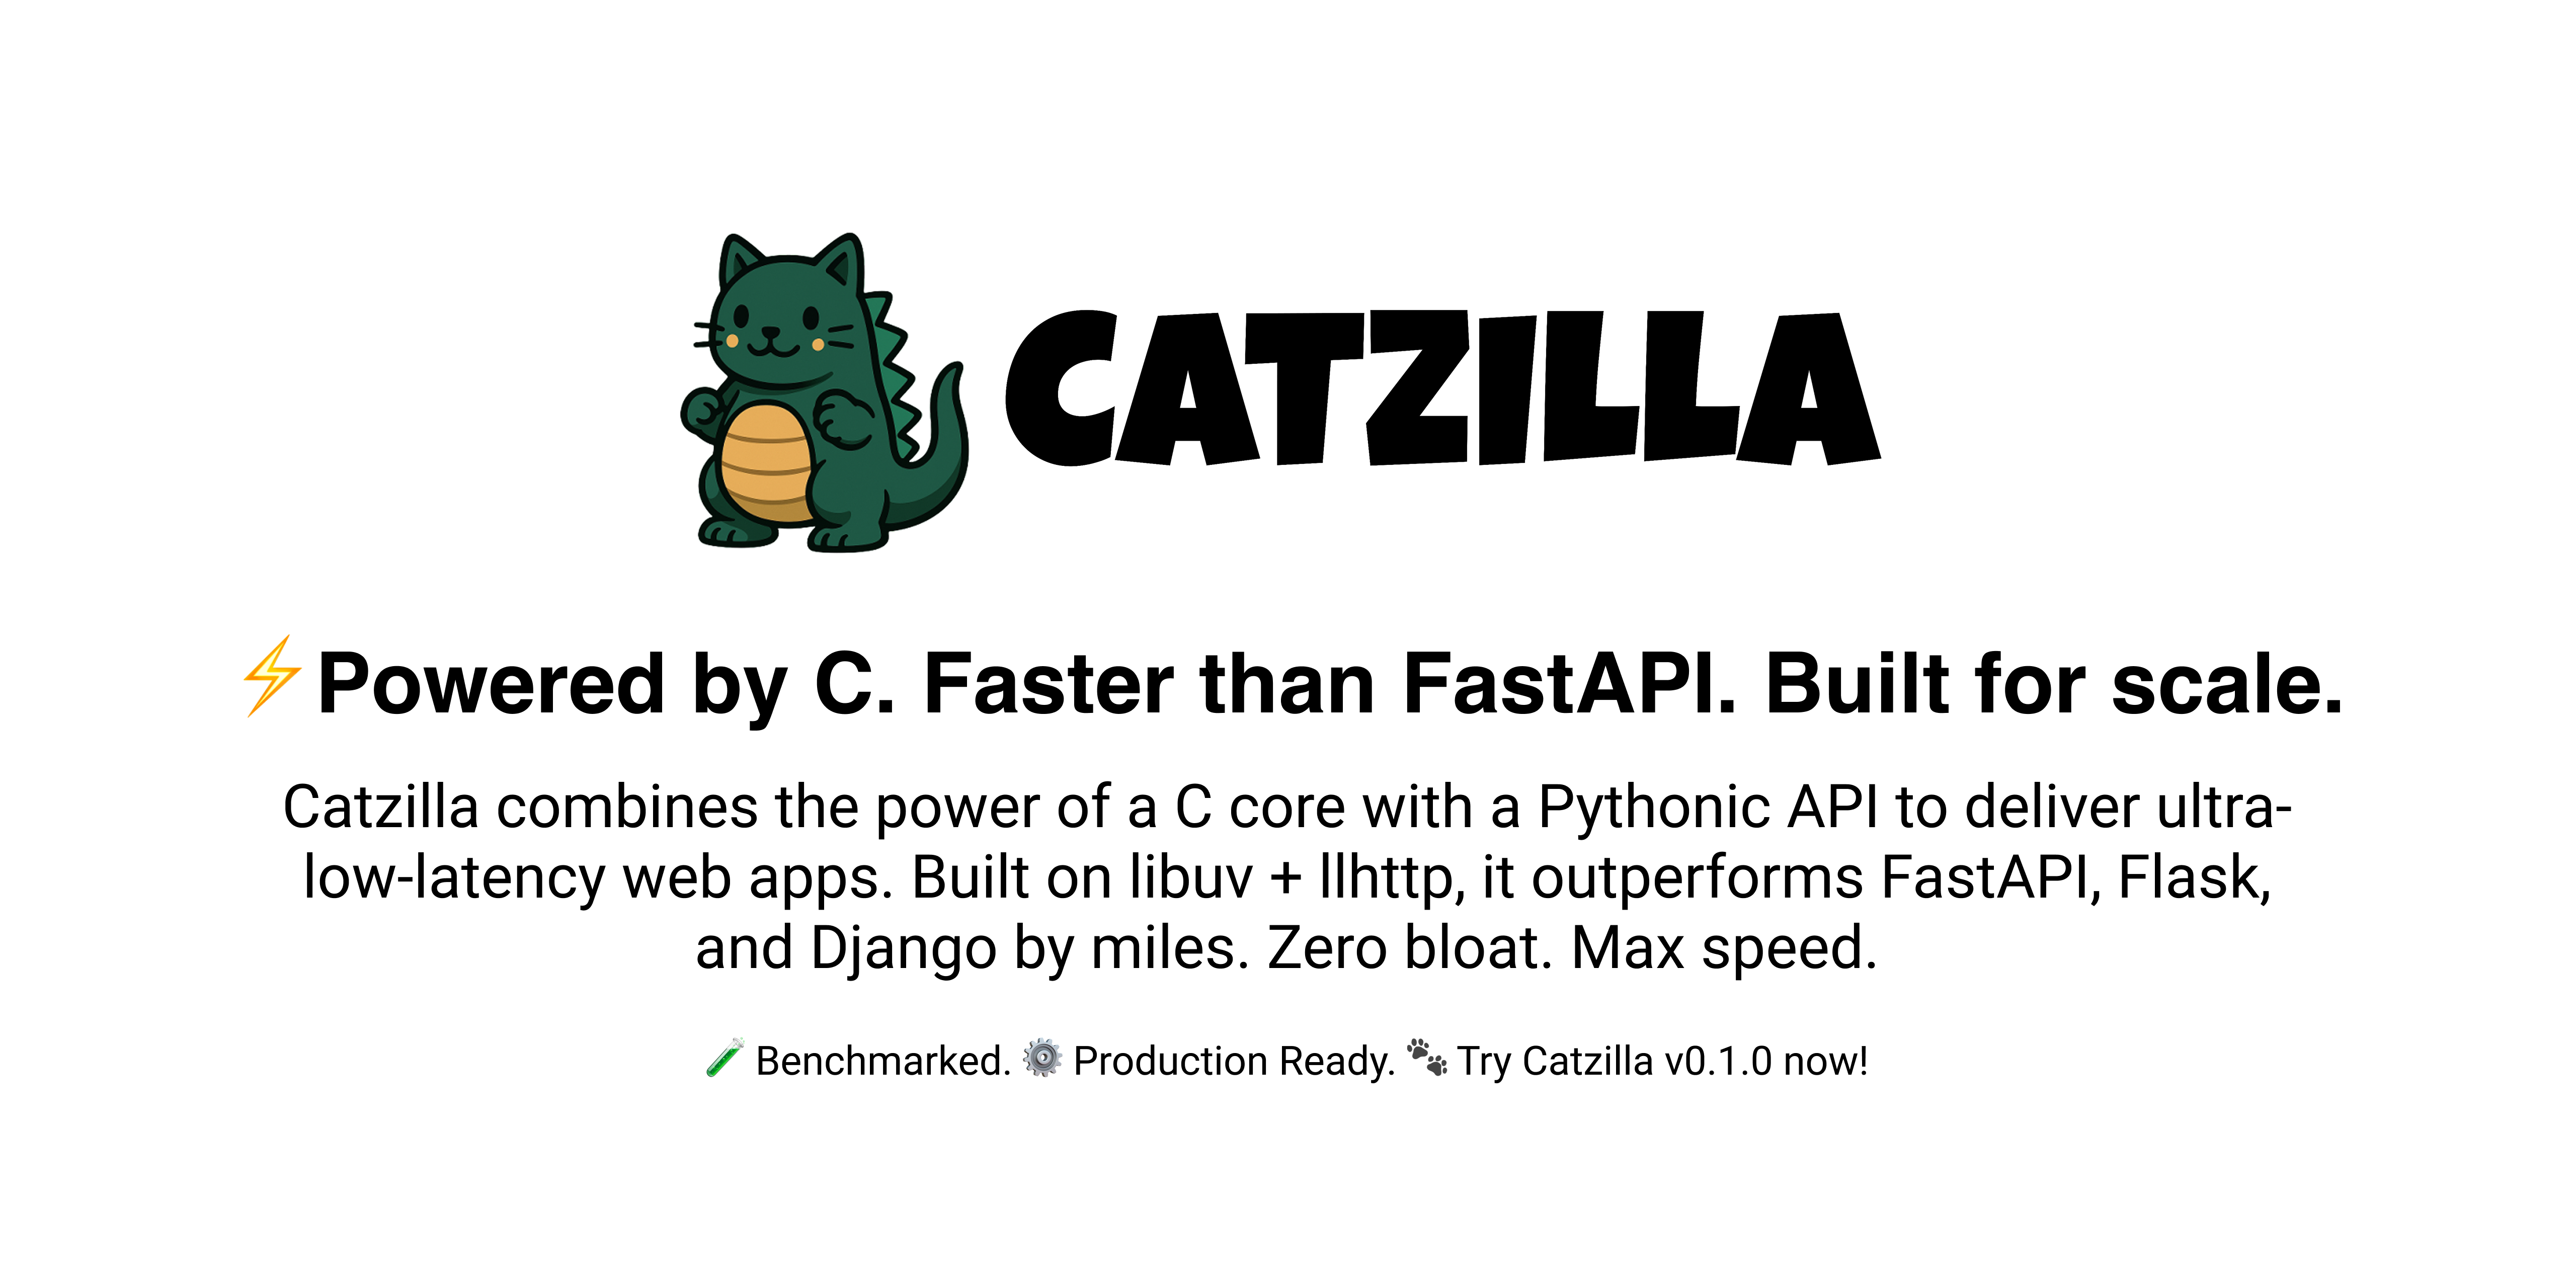 CATZILLA
⚡Powered by C. Faster than FastAPI. Built for scale.
Catzilla combines the power of a C core with a Pythonic API to deliver ultra-
low-latency web apps. Built on libuv + llhttp, it outperforms FastAPI, Flask,
and Django by miles. Zero bloat. Max speed.
🧪 Benchmarked. ⚙️ Production Ready. 🐾 Try Catzilla v0.1.0 now!